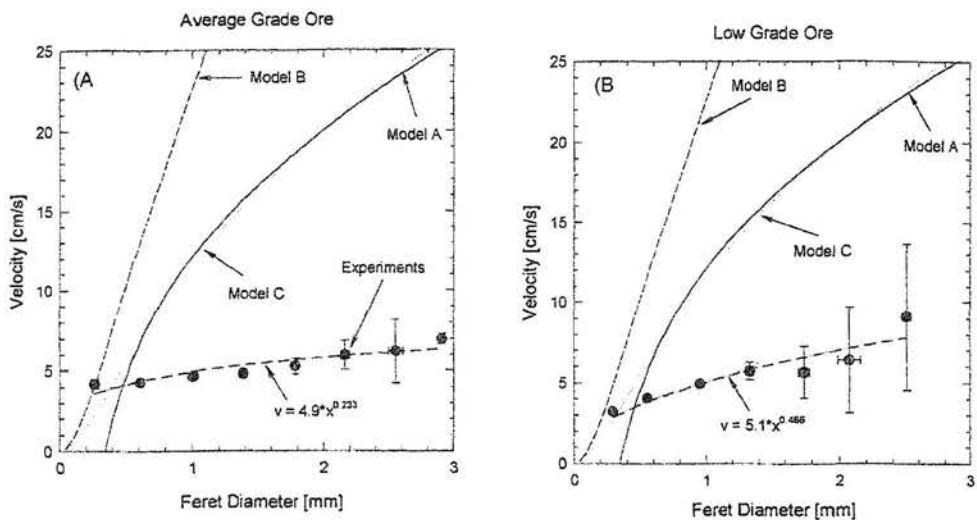 Average Grade Ore
(A
Model B
Model A
Model C
Experiments
v = 4.9*x^0.233
Velocity [cm/s]
25
20
15
10
5
0
0
1
2
3
Feret Diameter [mm]
Low Grade Ore
(B
Model B
Model A
Model C
v = 5.1*x^0.466
Velocity [cm/s]
25
20
15
10
5
0
0
1
2
3
Feret Diameter [mm]